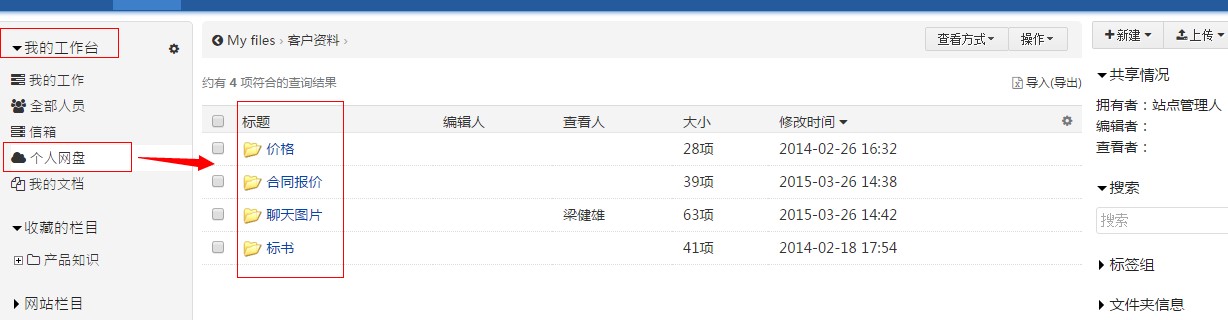 我的工作台
我的工作
全部人员
信箱
个人网盘
我的文档
收藏的栏目
产品知识
网站栏目
My files › 客户资料 ›
查看方式 操作
约有 4 项符合的查询结果
导入(导出)
标题 编辑人 查看人 大小 修改时间
价格 28项 2014-02-26 16:32
合同报价 39项 2015-03-26 14:38
聊天图片 梁健雄 63项 2015-03-26 14:42
标书 41项 2014-02-18 17:54
新建 上传
共享情况
拥有者：站点管理人
编辑者：
查看者：
搜索
搜索
标签组
文件夹信息